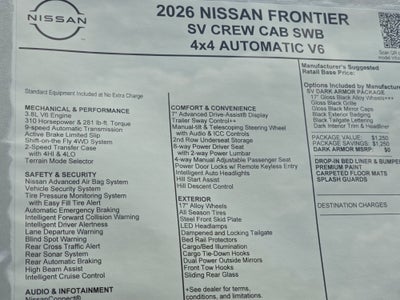 NISSAN
2026 NISSAN FRONTIER
SV CREW CAB SWB
4x4 AUTOMATIC V6
Standard Equipment Included at No Extra Charge
MECHANICAL & PERFORMANCE
3.8L V6 Engine
310 Horsepower & 281 lb-ft. Torque
9-speed Automatic Transmission
Active Brake Limited Slip
Shift-on-the Fly 4WD System
2-Speed Transfer Case
with 4HI & 4LO
Terrain Mode Selector
SAFETY & SECURITY
Nissan Advanced Air Bag System
Vehicle Security System
Tire Pressure Monitoring System
with Easy Fill Tire Alert
Automatic Emergency Braking
Intelligent Forward Collision Warning
Intelligent Driver Alertness
Lane Departure Warning
Blind Spot Warning
Rear Cross Traffic Alert
Rear Sonar System
Rear Automatic Braking
High Beam Assist
Intelligent Cruise Control
AUDIO & INFOTAINMENT
COMFORT & CONVENIENCE
7" Advanced Drive-Assist® Display
Trailer Sway Control++
Manual-tilt & Telescoping Steering Wheel
with Audio & ICC Controls
2nd Row Underseat Storage
8-way Power Driver Seat
with 2-way Power Lumbar
4-way Manual Adjustable Passenger Seat
Power Door Locks w/ Remote Keyless Entry
Intelligent Auto Headlights
Hill Start Assist
Hill Descent Control
EXTERIOR
17" Alloy Wheels
All Season Tires
Steel Front Skid Plate
LED Headlamps
Dampened and Locking Tailgate
Bed Rail Protectors
Cargo/Bed Illumination
Cargo Tie-Down Hooks
Dual Power Outside Mirrors
Front Tow Hooks
Sliding Rear Glass
+See dealer for terms,
conditions, and limitations.
Scan QR
Manufacturer's Suggested
Retail Base Price:
Options Included by Manu
SV DARK ARMOR PACKAGE
17" Gloss Black Alloy Wheels
Gloss Black Grille
Gloss Black Mirror Caps
Black Exterior Badging
Black Tailgate Lettering
Dark Interior Trim & Headliner
PACKAGE VALUE: $1,250
PACKAGE SAVINGS: $1,250
DARK ARMOR MSRP: $0
DROP-IN BED LINER & BUMPE
PREMIUM PAINT
CARPETED FLOOR MATS
SPLASH GUARDS
DESTINATION CHARGES